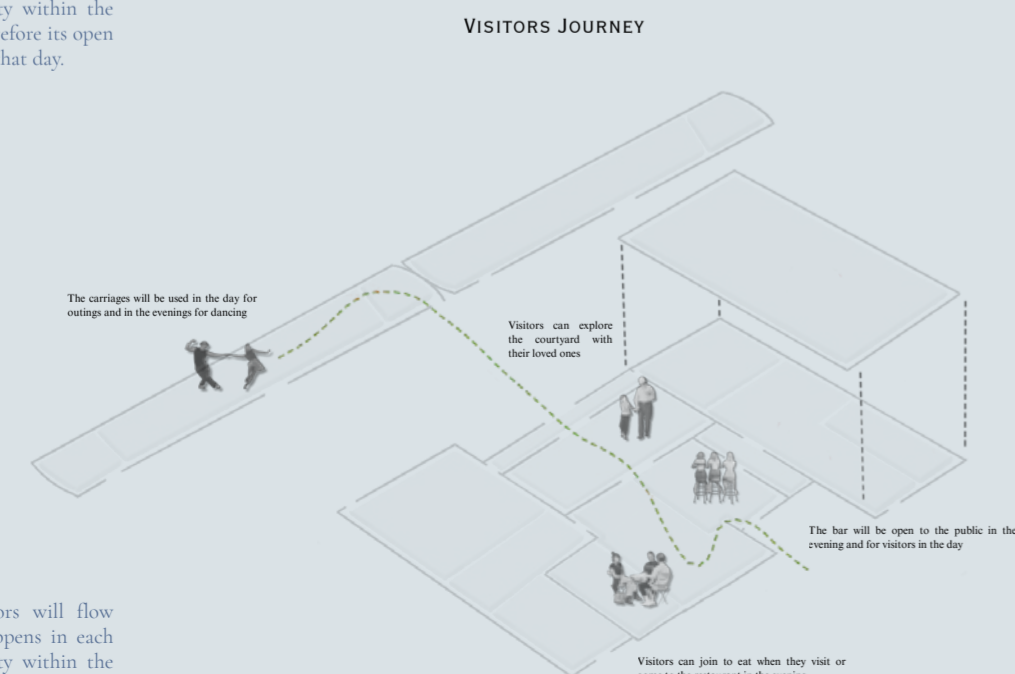 ty within the
efore its open
hat day.
VISITORS JOURNEY
The carriages will be used in the day for
outings and in the evenings for dancing
Visitors can explore
the courtyard with
their loved ones
The bar will be open to the public in the
evening and for visitors in the day
ors will flow
ppens in each
ty within the
Visitors can join to eat when they visit or